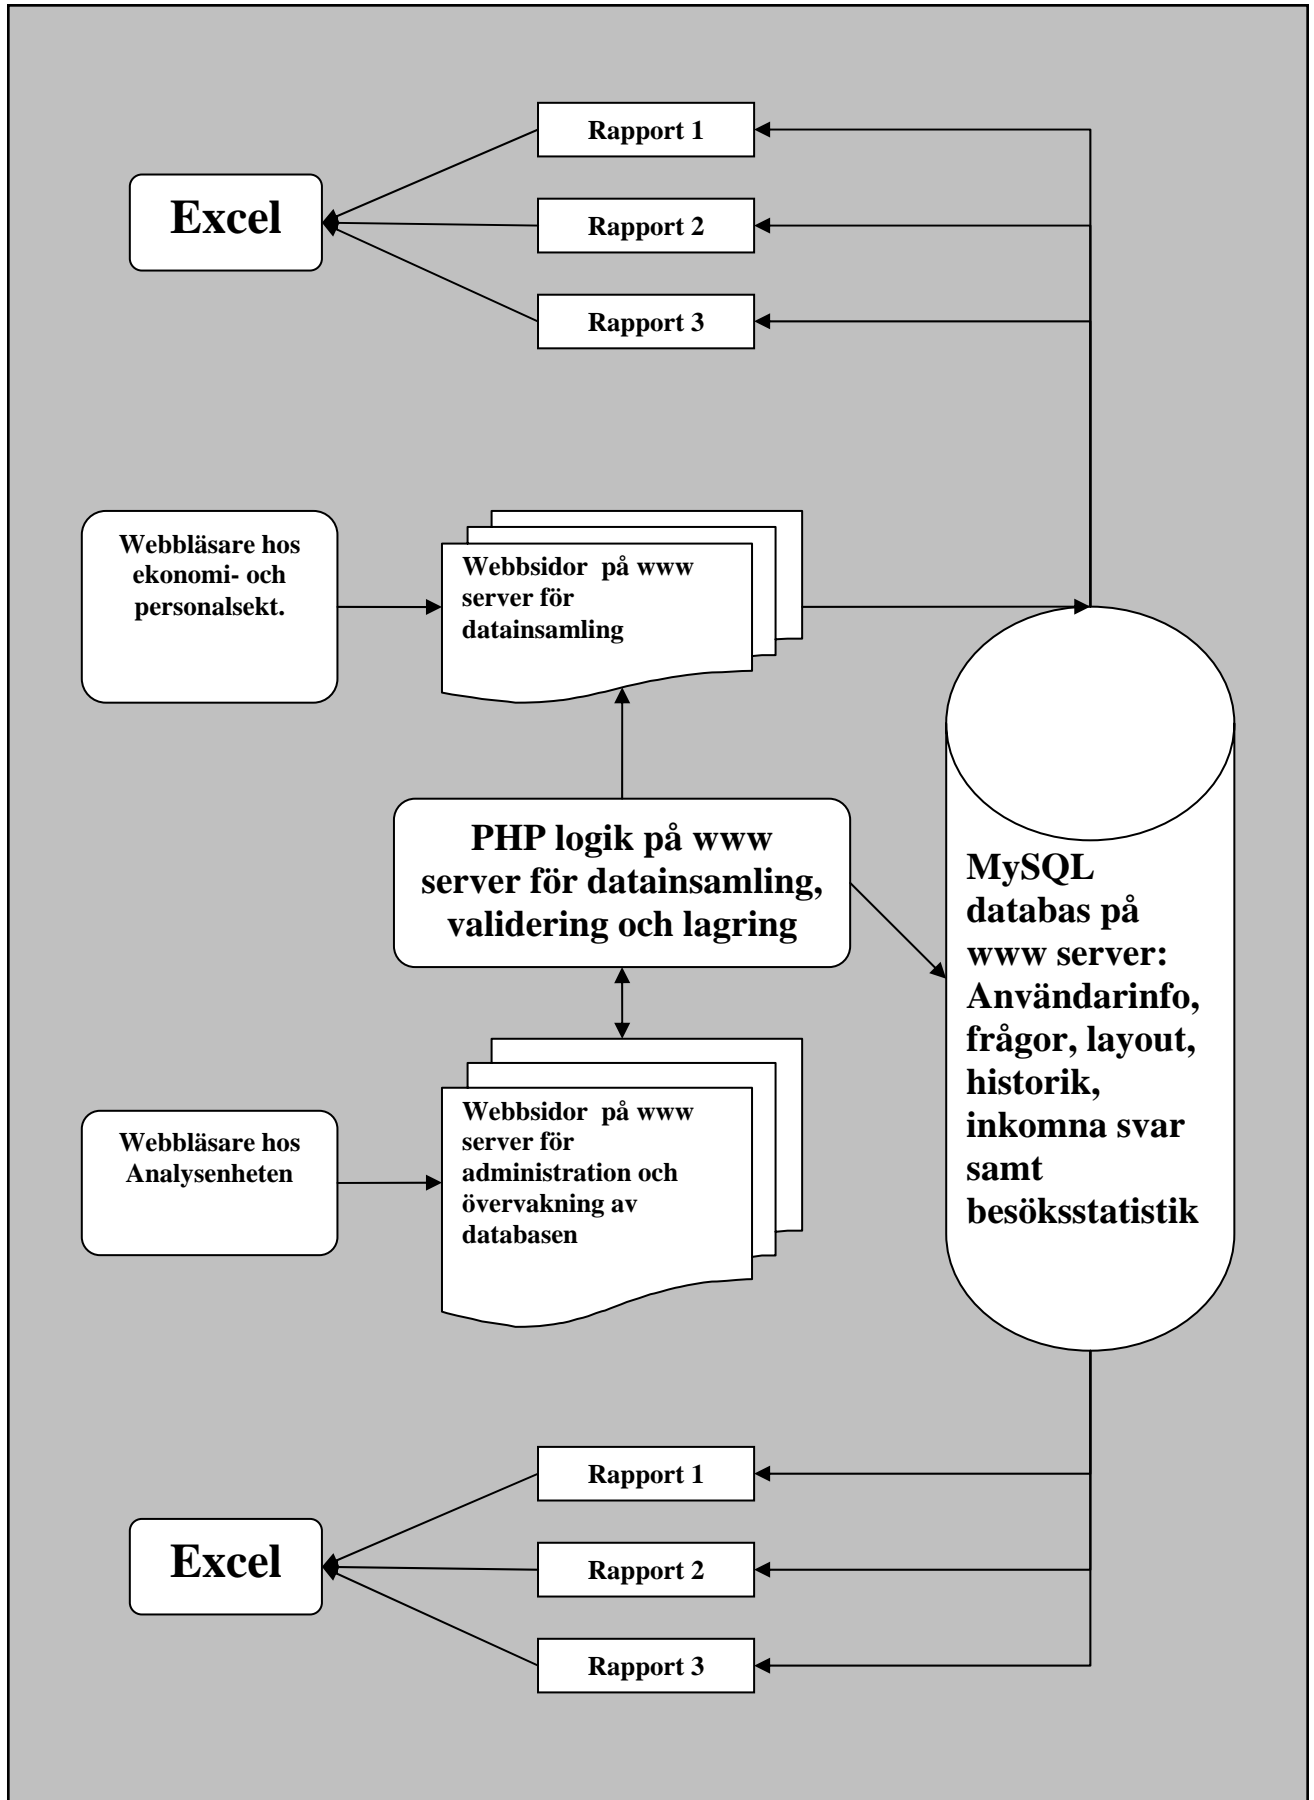 Rapport 1
Excel
Rapport 2
Rapport 3
Webbläsare hos
ekonomi- och
personalsekt.
Webbsidor på www
server för
datainsamling
PHP logik på www
server för datainsamling,
validering och lagring
MySQL
databas på
www server:
Användarinfo,
frågor, layout,
historik,
inkomna svar
samt
besöksstatistik
Webbläsare hos
Analysenheten
Webbsidor på www
server för
administration och
övervakning av
databasen
Rapport 1
Excel
Rapport 2
Rapport 3